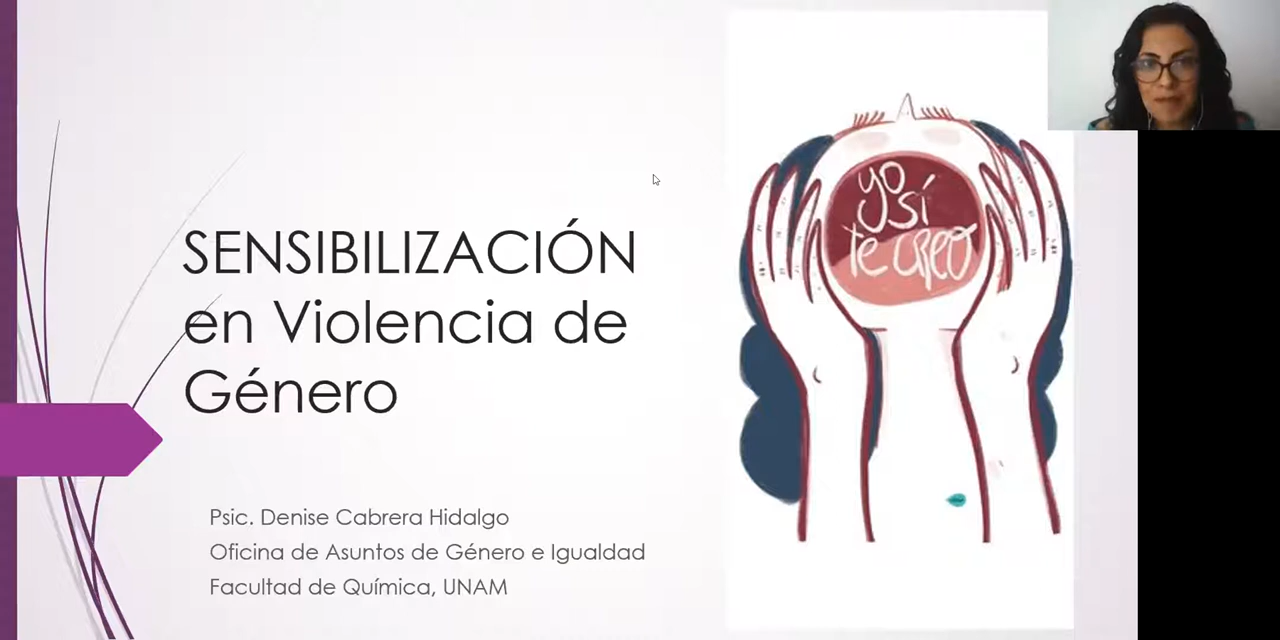 SENSIBILIZACIÓN
en Violencia de
Género
Psic. Denise Cabrera Hidalgo
Oficina de Asuntos de Género e Igualdad
Facultad de Química, UNAM
yo
sí
te creo